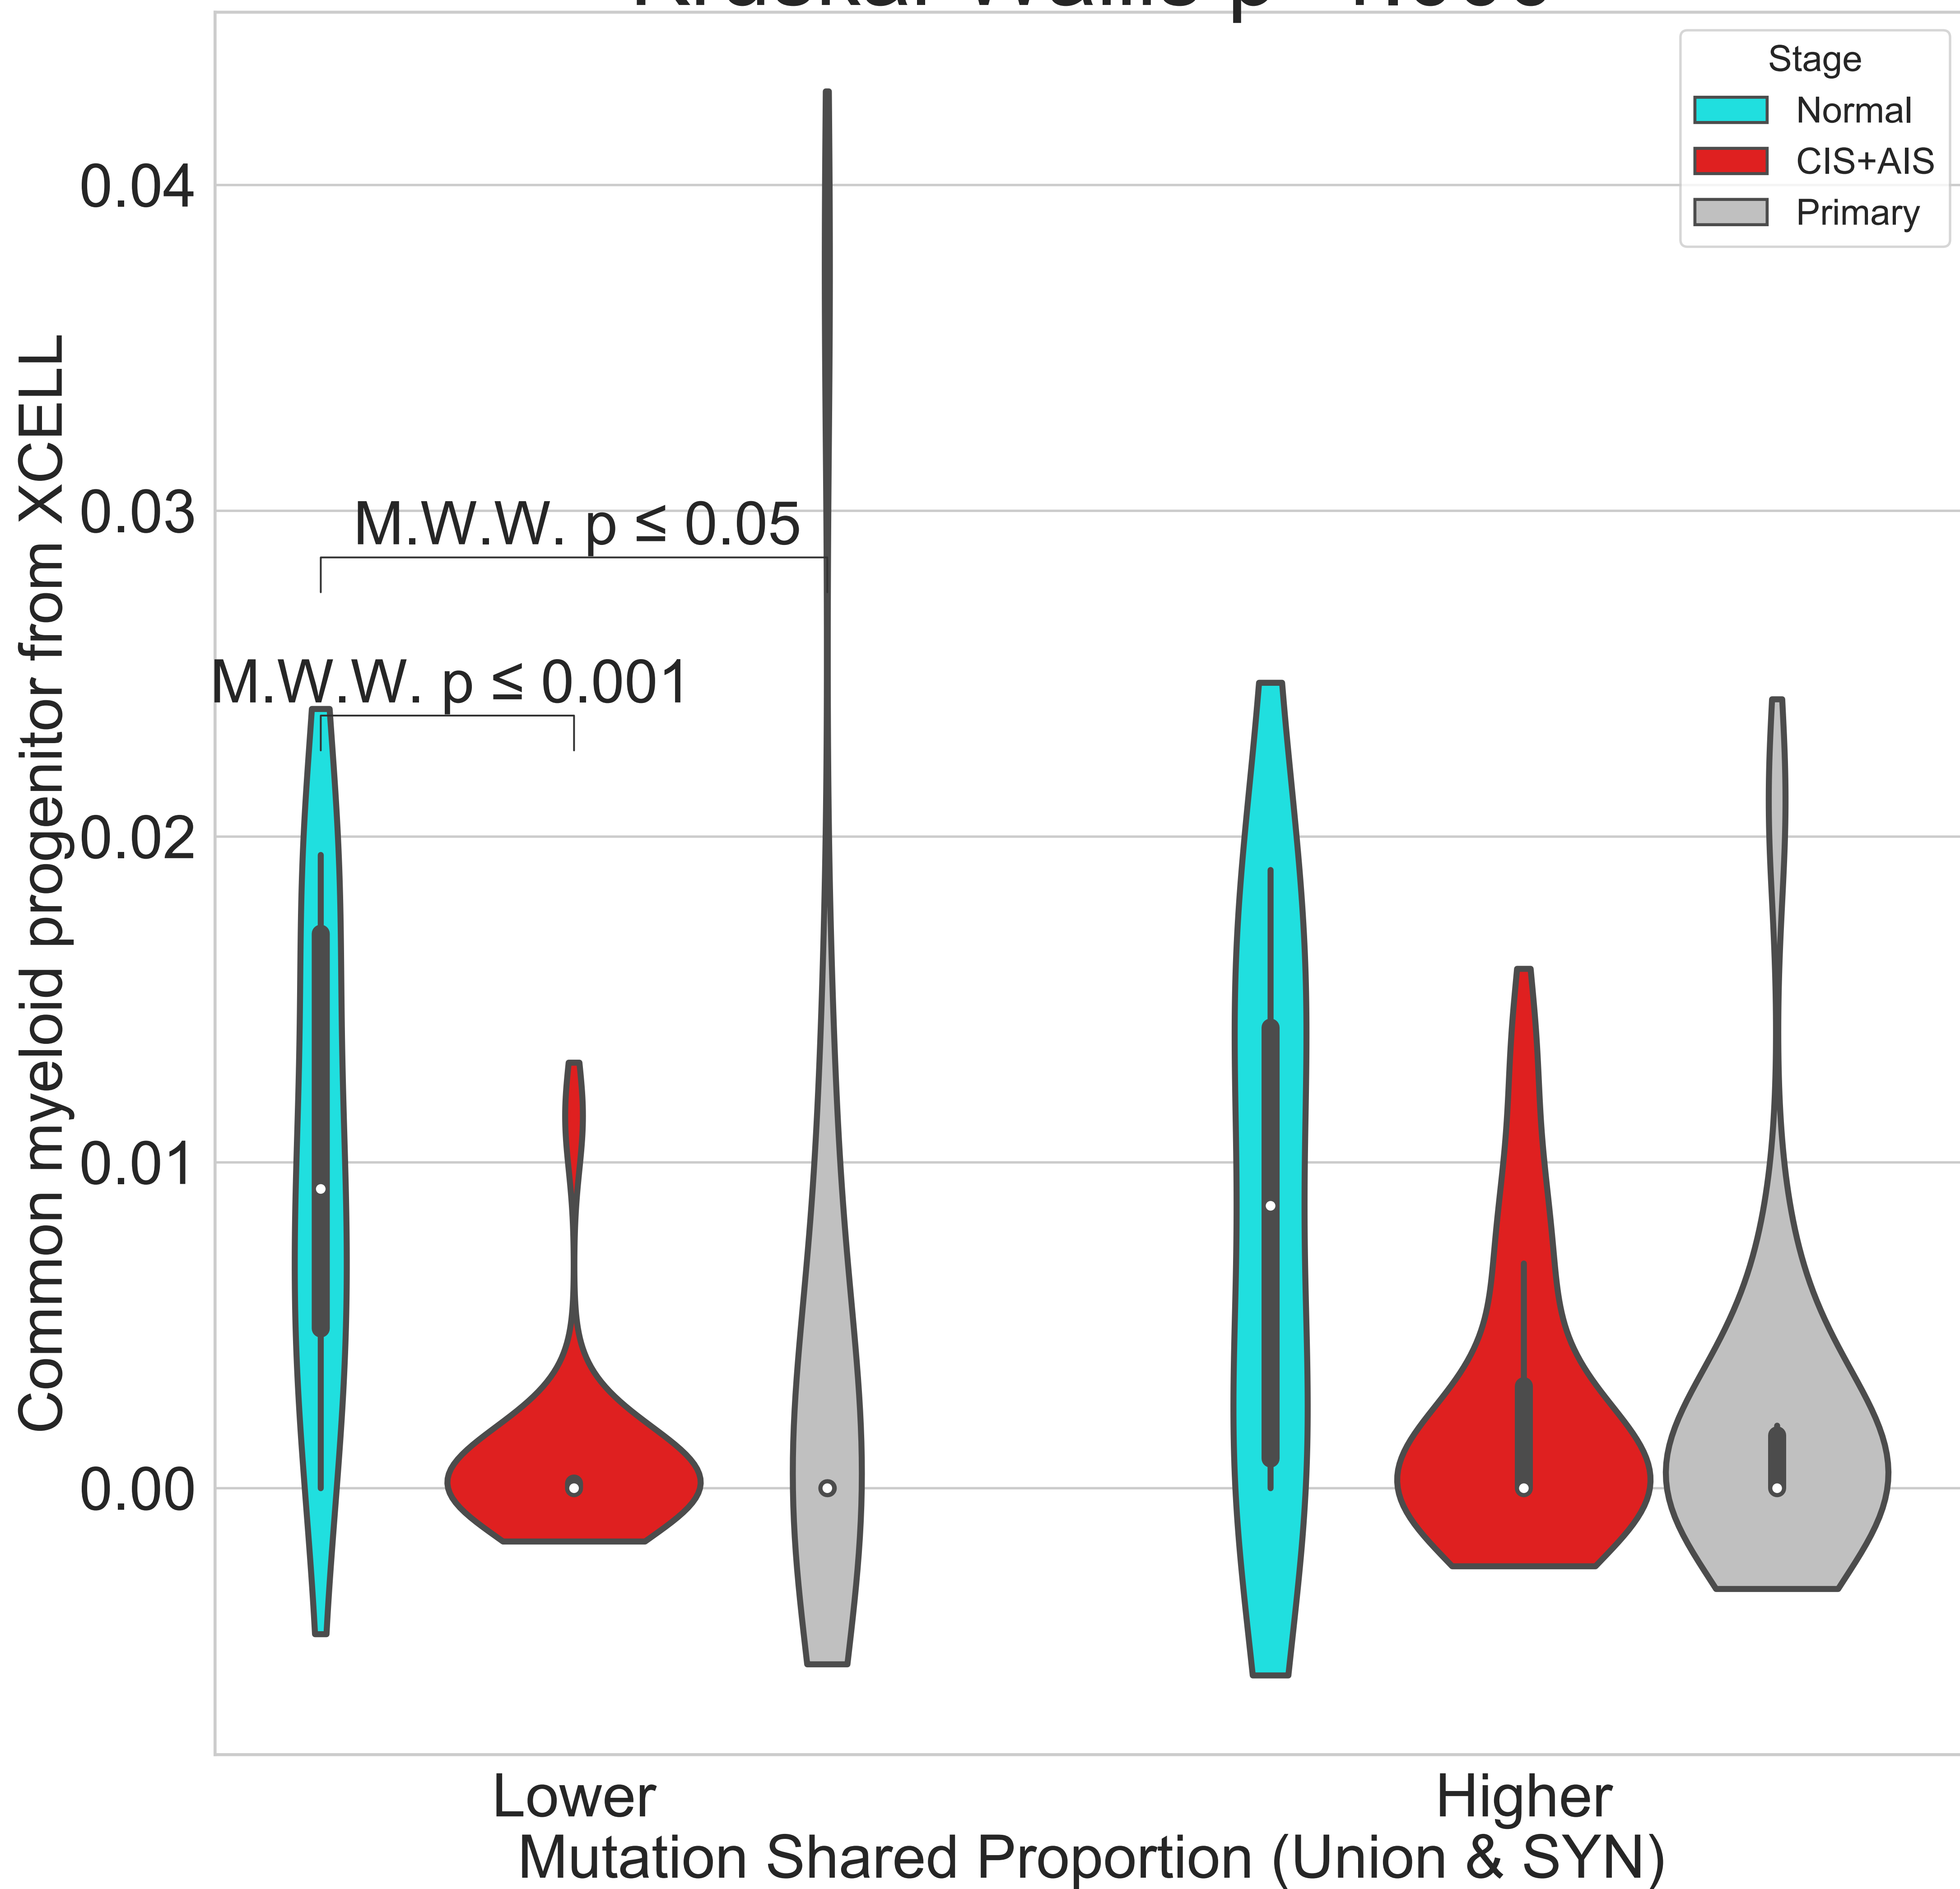 Stage
Normal
CIS+AIS
Primary
Common myeloid progenitor from XCELL
0.04
0.03
0.02
0.01
0.00
M.W.W. p ≤ 0.05
M.W.W. p ≤ 0.001
Lower
Higher
Mutation Shared Proportion (Union & SYN)